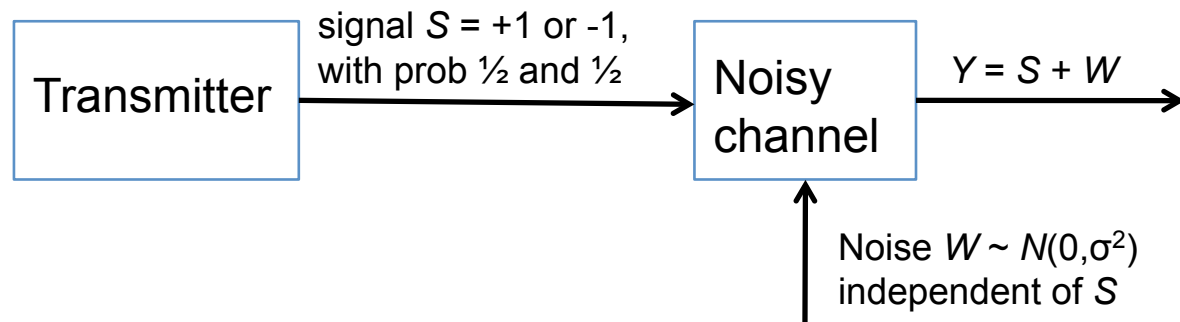 Transmitter
signal S = +1 or -1,
with prob ½ and ½
Noisy
channel
Y = S + W
Noise W ~ N(0,σ²)
independent of S